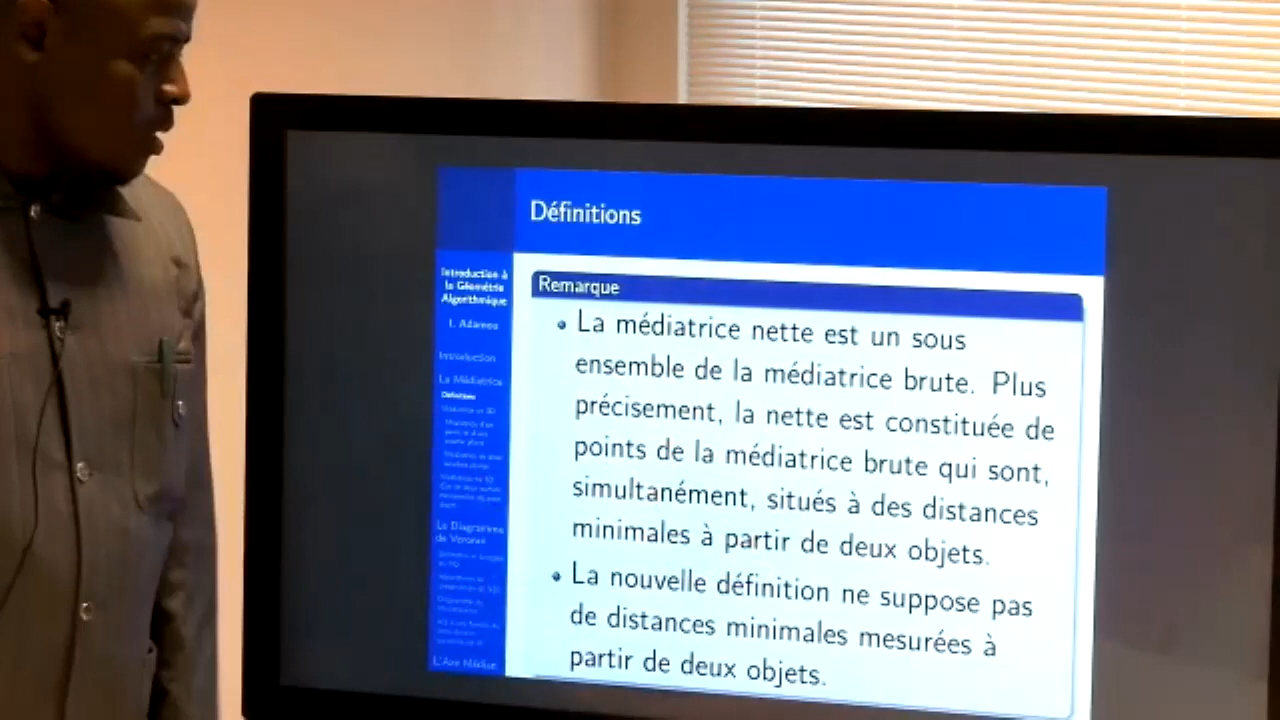 Définitions
Introduction à
la Géométrie
Algorithmique
I. Adamou
Introduction
La Médiatrice
Définitions
Le Diagramme
de Voronoi
L'Axe Médian
Remarque
La médiatrice nette est un sous
ensemble de la médiatrice brute. Plus
précisement, la nette est constituée de
points de la médiatrice brute qui sont,
simultanément, situés à des distances
minimales à partir de deux objets.
La nouvelle définition ne suppose pas
de distances minimales mesurées à
partir de deux objets.